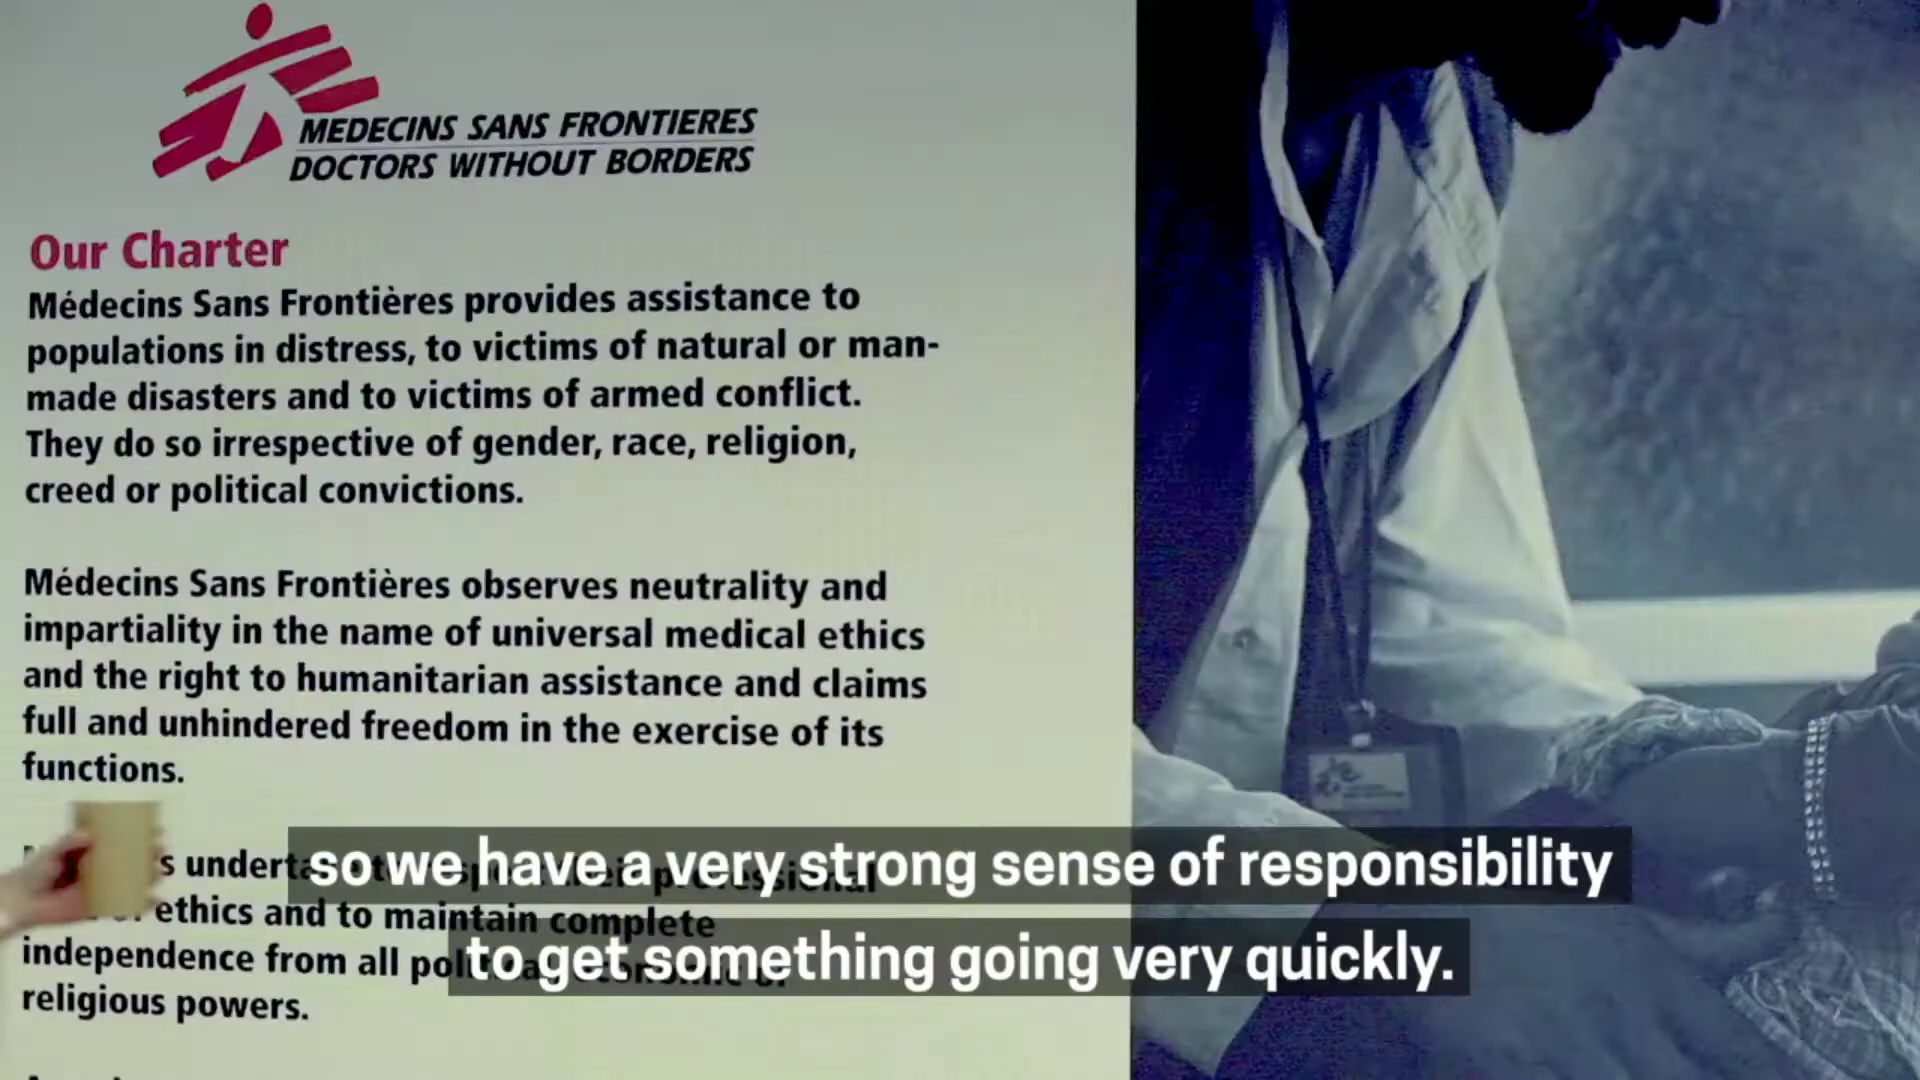 MEDECINS SANS FRONTIERES
DOCTORS WITHOUT BORDERS
Our Charter
Médecins Sans Frontières provides assistance to
populations in distress, to victims of natural or man-
made disasters and to victims of armed conflict.
They do so irrespective of gender, race, religion,
creed or political convictions.
Médecins Sans Frontières observes neutrality and
impartiality in the name of universal medical ethics
and the right to humanitarian assistance and claims
full and unhindered freedom in the exercise of its
functions.
professional
ethics and to maintain complete
independence from all
religious powers.
so we have a very strong sense of responsibility
to get something going very quickly.